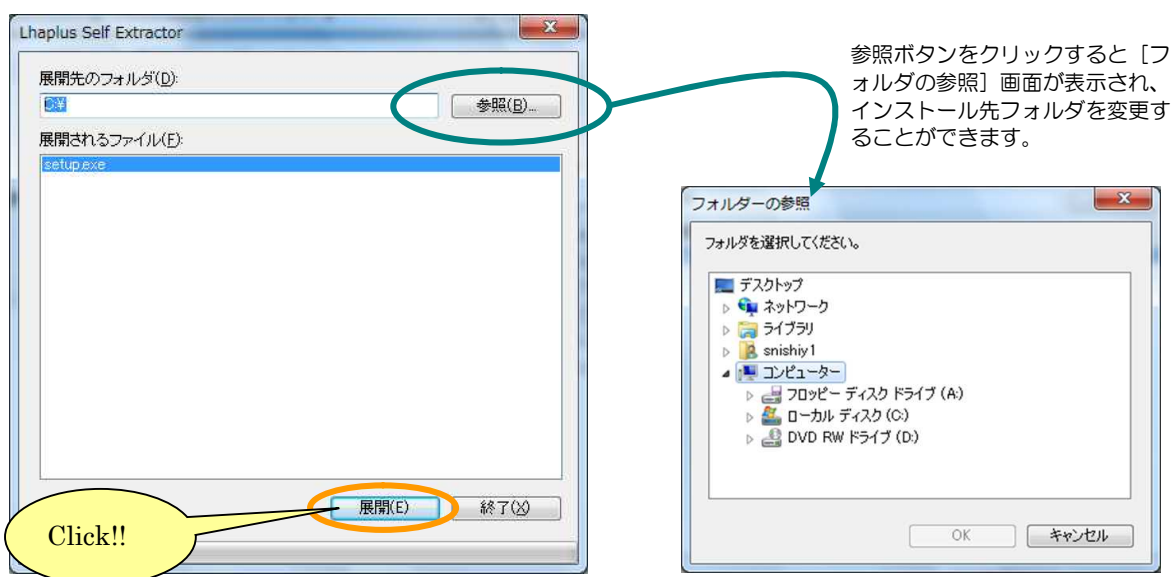 Lhaplus Self Extractor
展開先のフォルダ(D):
C:¥
参照(B)...
展開されるファイル(F):
setup.exe
展開(E)
終了(X)
Click!!
参照ボタンをクリックすると［フ
ォルダの参照］画面が表示され、
インストール先フォルダを変更す
ることができます。
フォルダーの参照
フォルダを選択してください。
デスクトップ
ネットワーク
ライブラリ
snishiy1
コンピューター
フロッピー ディスク ドライブ (A:)
ローカル ディスク (C:)
DVD RW ドライブ (D:)
OK
キャンセル